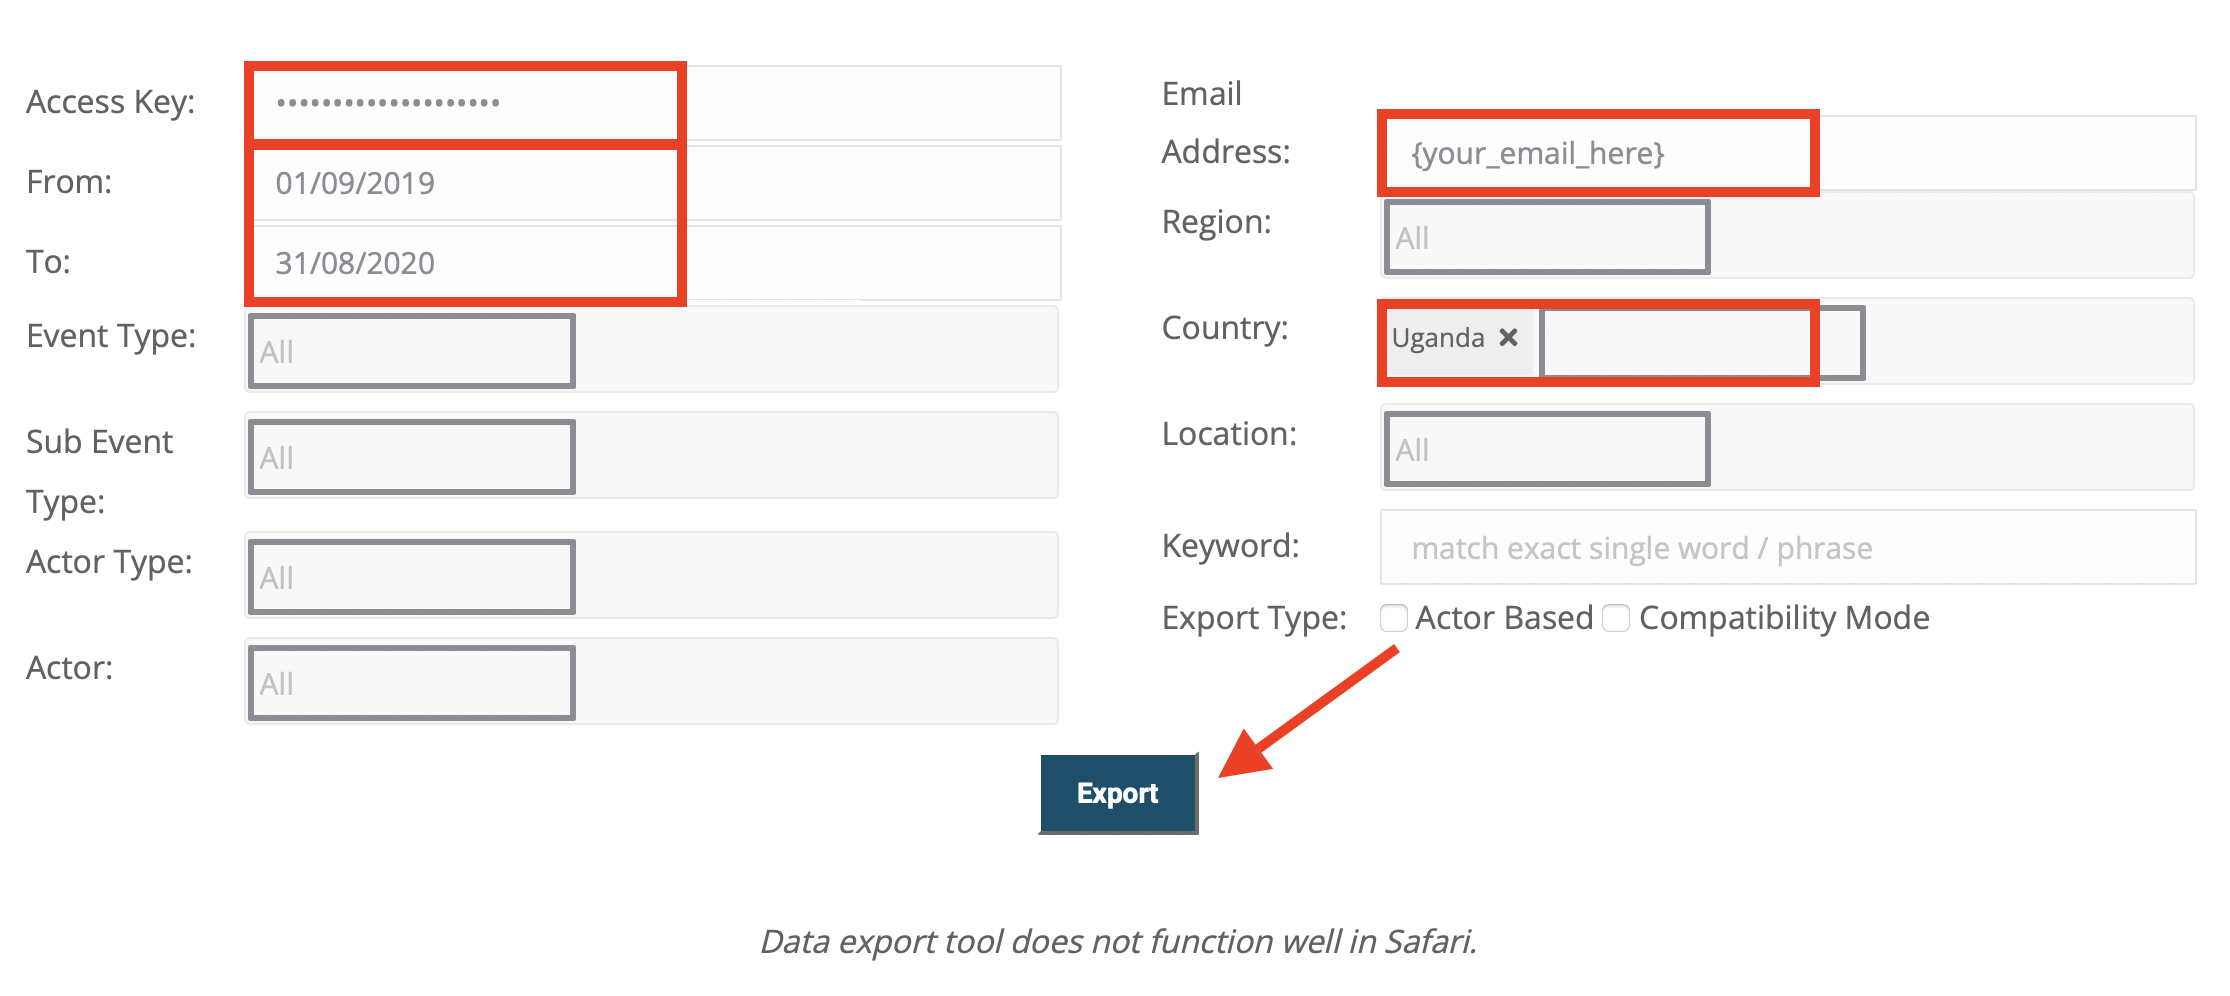 Access Key:
••••••••••••••••••••
From:
01/09/2019
To:
31/08/2020
Event Type:
All
Sub Event
Type:
All
Actor Type:
All
Actor:
All
Email
Address:
{your_email_here}
Region:
All
Country:
Uganda ✕
Location:
All
Keyword:
match exact single word / phrase
Export Type:
Actor Based
Compatibility Mode
Export
Data export tool does not function well in Safari.